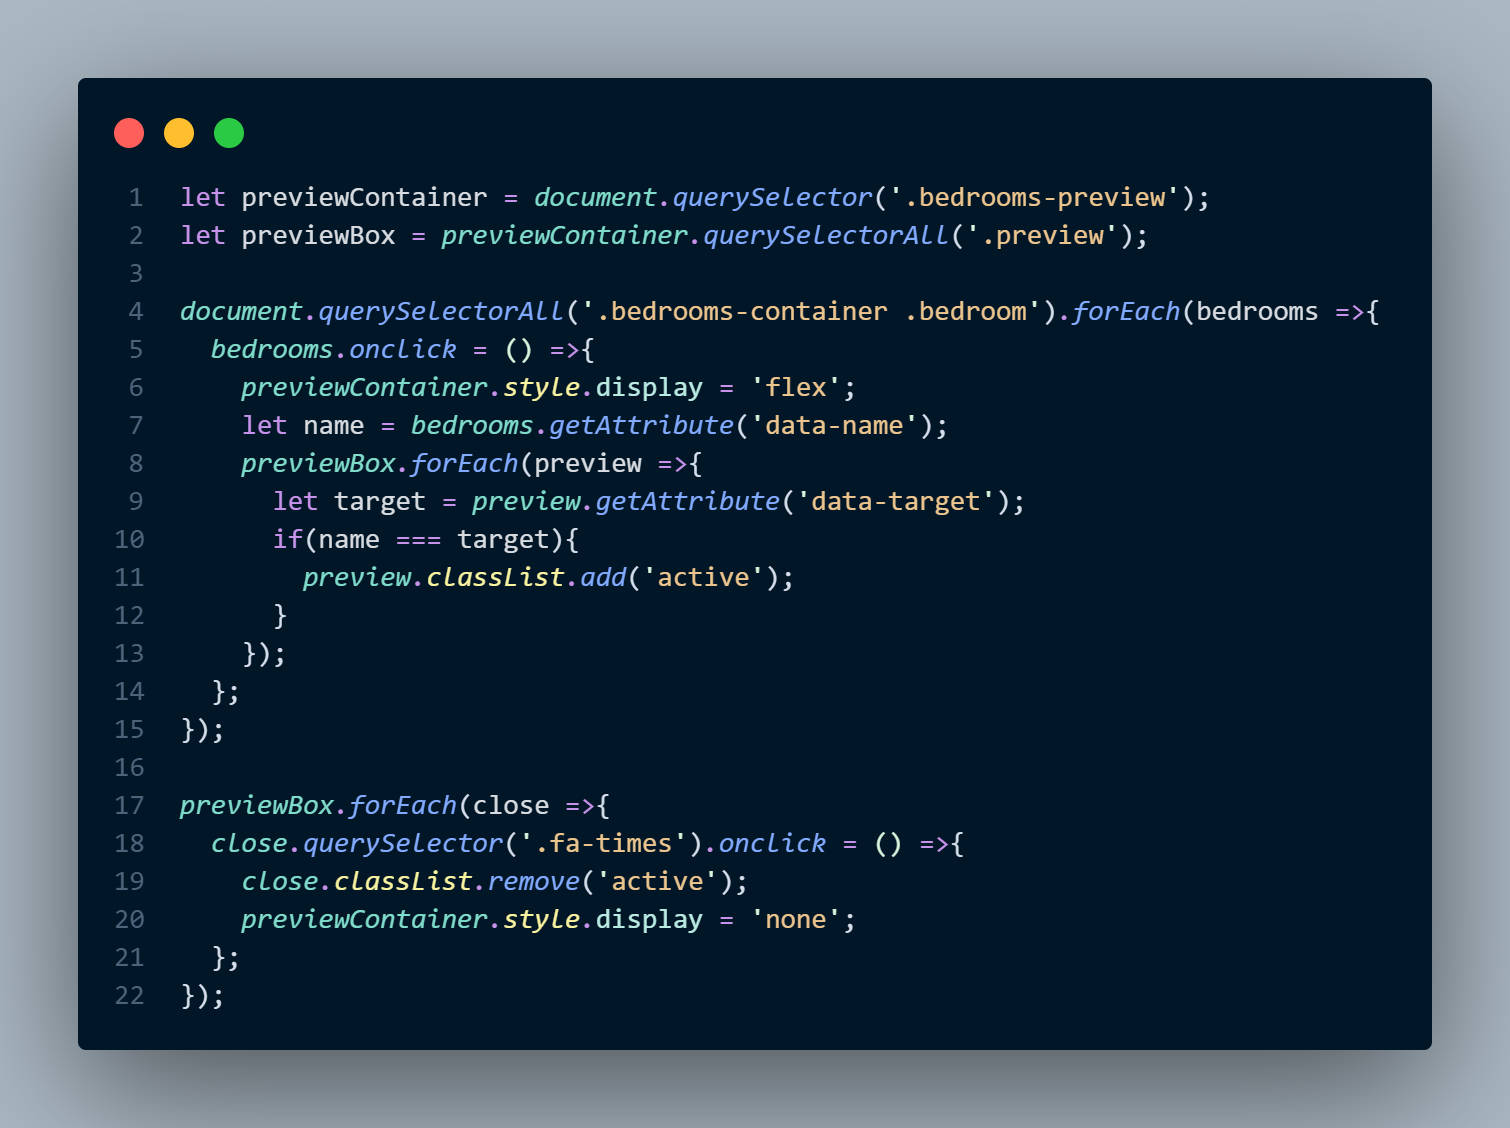 1 let previewContainer = document.querySelector('.bedrooms-preview');
2 let previewBox = previewContainer.querySelectorAll('.preview');
3
4 document.querySelectorAll('.bedrooms-container .bedroom').forEach(bedrooms =>{
5   bedrooms.onclick = () =>{
6     previewContainer.style.display = 'flex';
7     let name = bedrooms.getAttribute('data-name');
8     previewBox.forEach(preview =>{
9       let target = preview.getAttribute('data-target');
10       if(name === target){
11         preview.classList.add('active');
12       }
13     });
14   };
15 });
16
17 previewBox.forEach(close =>{
18   close.querySelector('.fa-times').onclick = () =>{
19     close.classList.remove('active');
20     previewContainer.style.display = 'none';
21   };
22 });